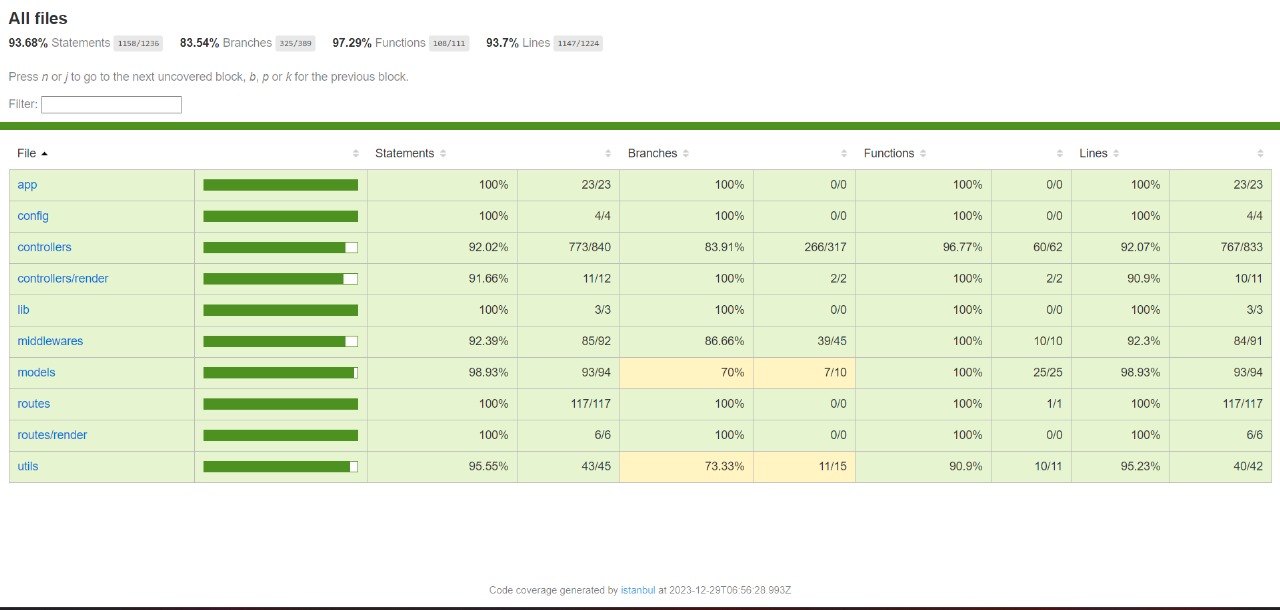 All files
93.68% Statements 1158/1236 83.54% Branches 325/389 97.29% Functions 108/111 93.7% Lines 1147/1224
Press n or j to go to the next uncovered block, b, p or k for the previous block.
Filter:
File Statements Branches Functions Lines
app 100% 23/23 100% 0/0 100% 0/0 100% 23/23
config 100% 4/4 100% 0/0 100% 0/0 100% 4/4
controllers 92.02% 773/840 83.91% 266/317 96.77% 60/62 92.07% 767/833
controllers/render 91.66% 11/12 100% 2/2 100% 2/2 90.9% 10/11
lib 100% 3/3 100% 0/0 100% 0/0 100% 3/3
middlewares 92.39% 85/92 86.66% 39/45 100% 10/10 92.3% 84/91
models 98.93% 93/94 70% 7/10 100% 25/25 98.93% 93/94
routes 100% 117/117 100% 0/0 100% 1/1 100% 117/117
routes/render 100% 6/6 100% 0/0 100% 0/0 100% 6/6
utils 95.55% 43/45 73.33% 11/15 90.9% 10/11 95.23% 40/42
Code coverage generated by istanbul at 2023-12-29T06:56:28.993Z